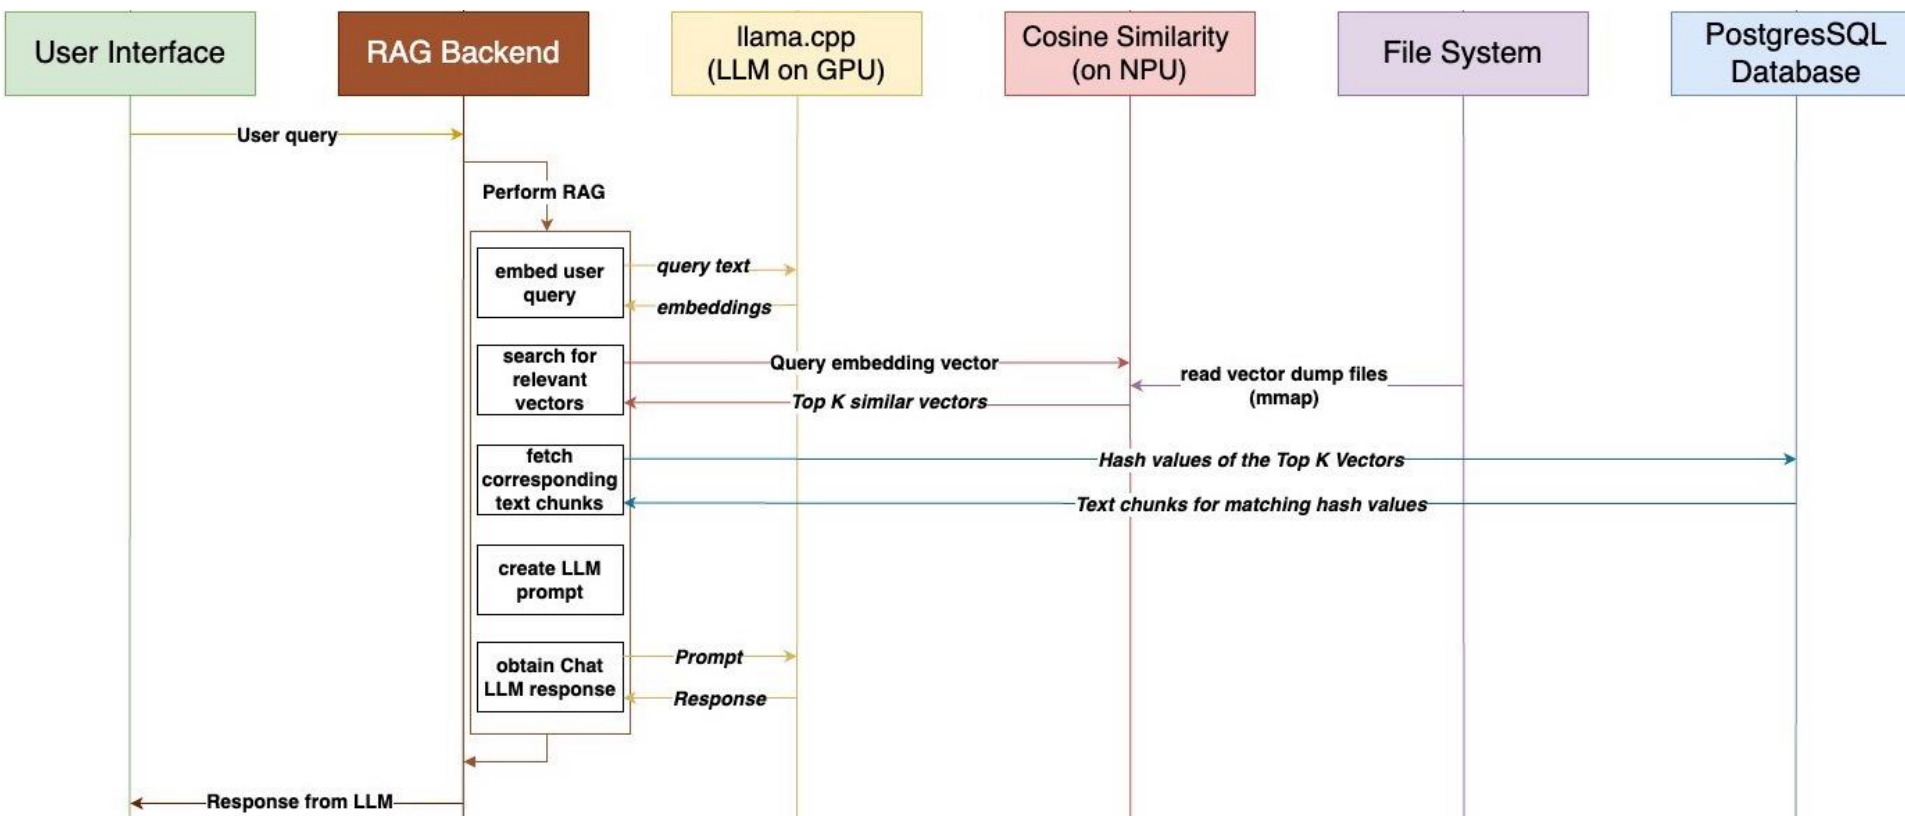 User Interface
RAG Backend
llama.cpp
(LLM on GPU)
Cosine Similarity
(on NPU)
File System
PostgresSQL
Database
User query
Perform RAG
embed user
query
query text
embeddings
search for
relevant
vectors
Query embedding vector
read vector dump files
(mmap)
Top K similar vectors
fetch
corresponding
text chunks
Hash values of the Top K Vectors
Text chunks for matching hash values
create LLM
prompt
obtain Chat
LLM response
Prompt
Response
Response from LLM